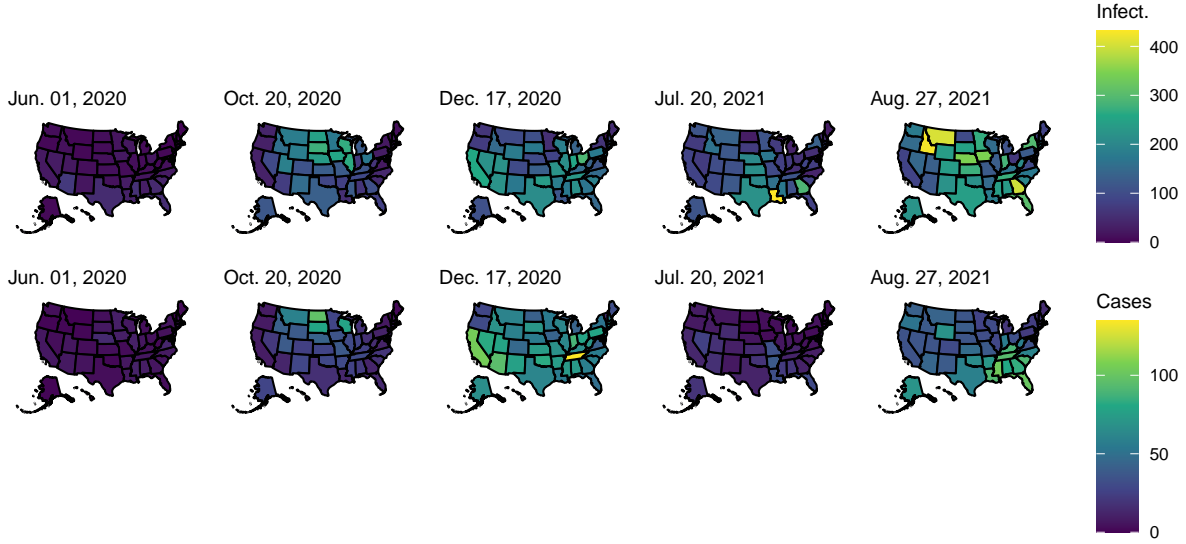 Infect.
400
300
200
100
0
Jun. 01, 2020
Oct. 20, 2020
Dec. 17, 2020
Jul. 20, 2021
Aug. 27, 2021
Jun. 01, 2020
Oct. 20, 2020
Dec. 17, 2020
Jul. 20, 2021
Aug. 27, 2021
Cases
100
50
0